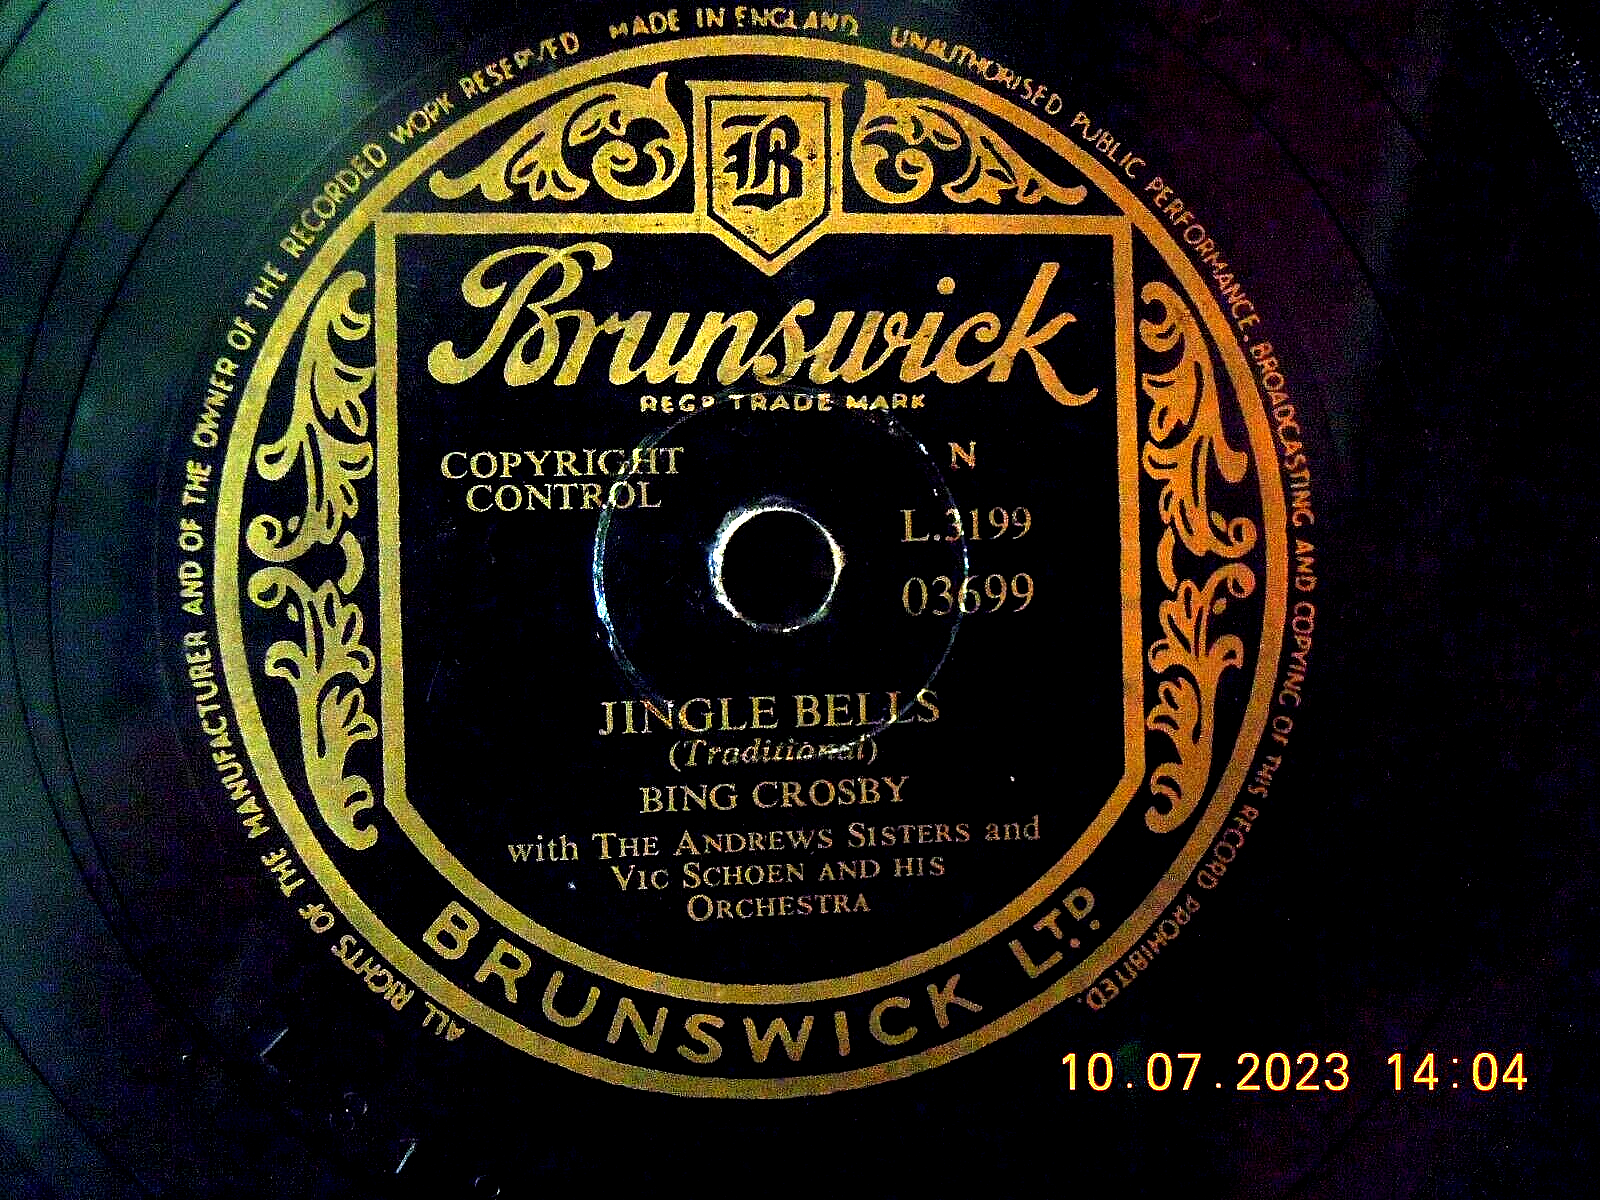 ALL RIGHTS OF THE MANUFACTURER AND OF THE OWNER OF THE RECORDED WORK RESERVED MADE IN ENGLAND UNAUTHORISED PUBLIC PERFORMANCE. BROADCASTING AND COPYING OF THIS RECORD PROHIBITED.
B
Brunswick
REGD TRADE MARK
COPYRIGHT
CONTROL
N
L.3199
03699
JINGLE BELLS
(Traditional)
BING CROSBY
with THE ANDREWS SISTERS and
VIC SCHOEN AND HIS
ORCHESTRA
BRUNSWICK LTD.
10.07.2023 14:04